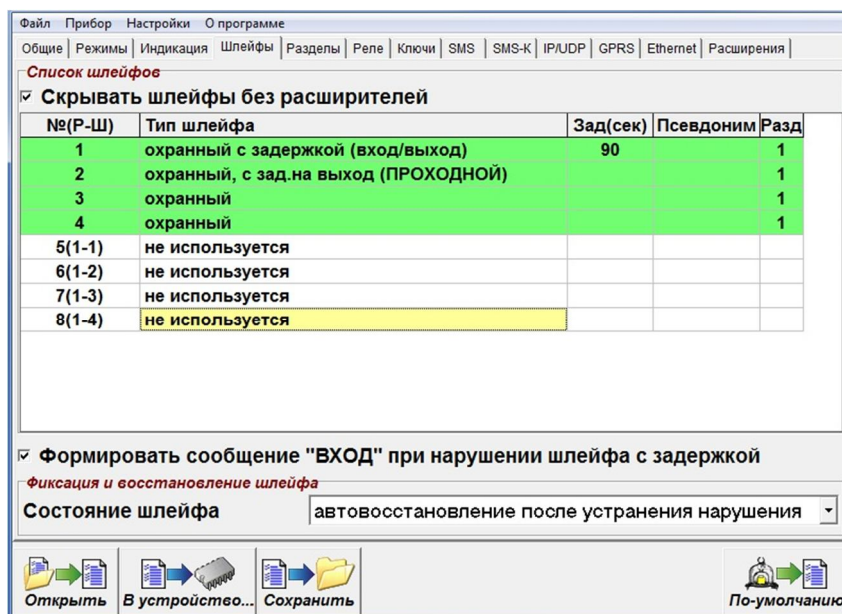 Файл Прибор Настройки О программе
Общие Режимы Индикация Шлейфы Разделы Реле Ключи SMS SMS-K IP/UDP GPRS Ethernet Расширения
Список шлейфов
Скрывать шлейфы без расширителей
№(Р-Ш) Тип шлейфа Зад(сек) Псевдоним Разд
1 охранный с задержкой (вход/выход) 90 1
2 охранный, с зад.на выход (ПРОХОДНОЙ) 1
3 охранный 1
4 охранный 1
5(1-1) не используется
6(1-2) не используется
7(1-3) не используется
8(1-4) не используется
Формировать сообщение "ВХОД" при нарушении шлейфа с задержкой
Фиксация и восстановление шлейфа
Состояние шлейфа автовосстановление после устранения нарушения
Открыть В устройство... Сохранить По-умолчанию